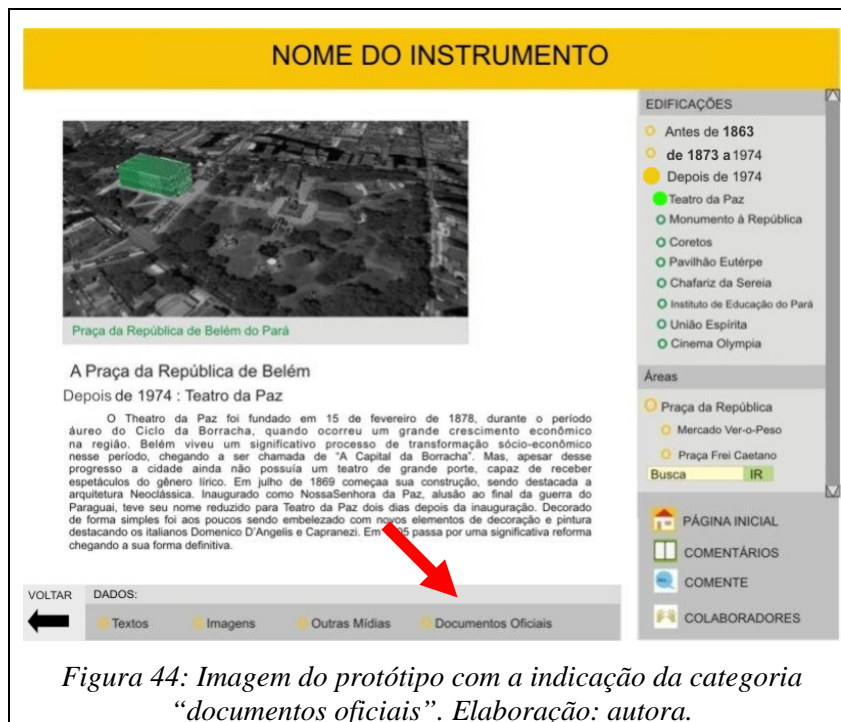 NOME DO INSTRUMENTO
Praça da República de Belém do Pará
A Praça da República de Belém
Depois de 1974 : Teatro da Paz
O Theatro da Paz foi fundado em 15 de fevereiro de 1878, durante o período
áureo do Ciclo da Borracha, quando ocorreu um grande crescimento econômico
na região. Belém viveu um significativo processo de transformação sócio-econômico
nesse período, chegando a ser chamada de “A Capital da Borracha”. Mas, apesar desse
progresso a cidade ainda não possuía um teatro de grande porte, capaz de receber
espetáculos do gênero lírico. Em julho de 1869 começaa sua construção, sendo destacada a
arquitetura Neoclássica. Inaugurado como NossaSenhora da Paz, alusão ao final da guerra do
Paraguai, teve seu nome reduzido para Teatro da Paz dois dias depois da inauguração. Decorado
de forma simples foi aos poucos sendo embelezado com novos elementos de decoração e pintura
destacando os italianos Domenico D'Angelis e Capranezi. Em 05 passa por uma significativa reforma
chegando a sua forma definitiva.
EDIFICAÇÕES
Antes de 1863
de 1873 a 1974
Depois de 1974
Teatro da Paz
Monumento à República
Coretos
Pavilhão Eutérpe
Chafariz da Sereia
Instituto de Educação do Pará
União Espírita
Cinema Olympia
Áreas
Praça da República
Mercado Ver-o-Peso
Praça Frei Caetano
Busca IR
PÁGINA INICIAL
COMENTÁRIOS
COMENTE
COLABORADORES
VOLTAR DADOS:
Textos Imagens Outras Mídias Documentos Oficiais
Figura 44: Imagem do protótipo com a indicação da categoria
“documentos oficiais”. Elaboração: autora.